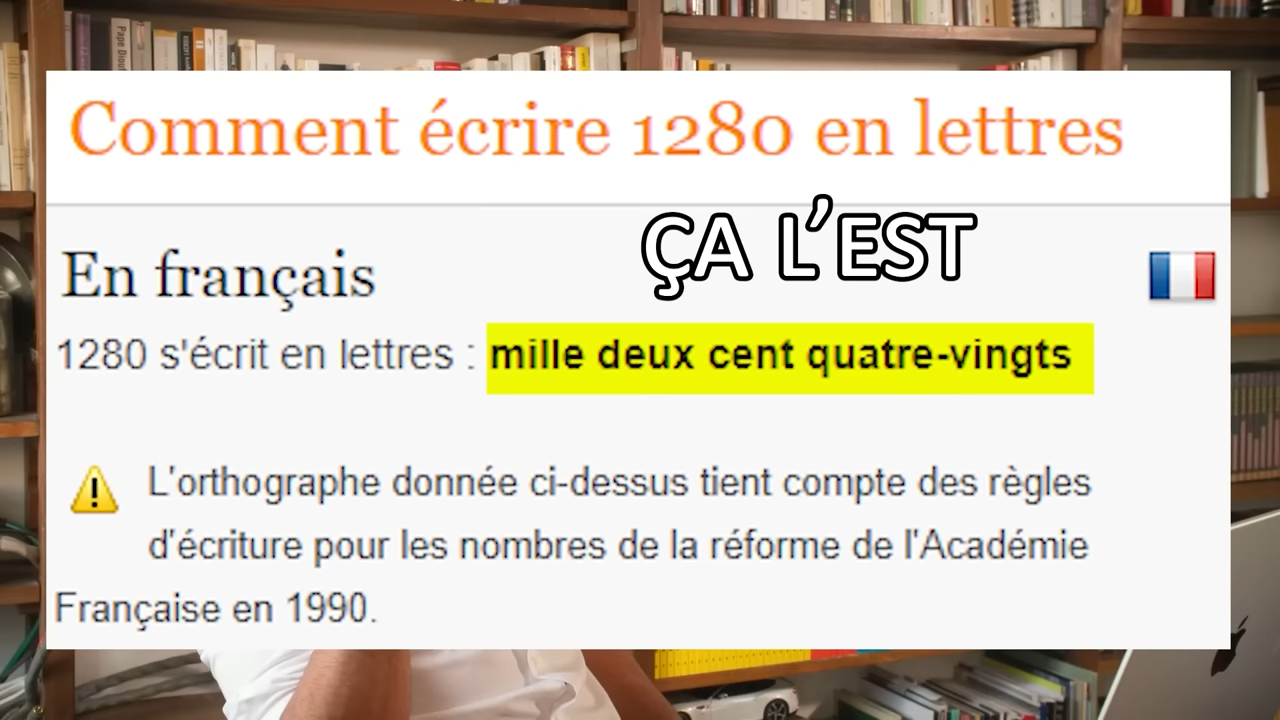 Pape Diouf
Comment écrire 1280 en lettres
ÇA L’EST
En français
1280 s'écrit en lettres : mille deux cent quatre-vingts
L'orthographe donnée ci-dessus tient compte des règles
d'écriture pour les nombres de la réforme de l'Académie
Française en 1990.